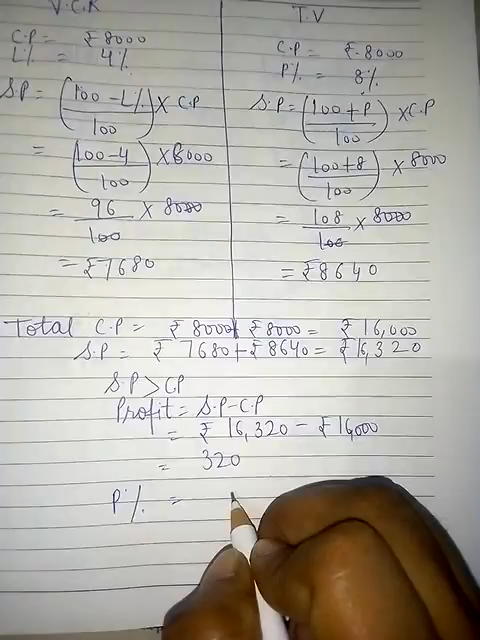 V.C.R
C.P = ₹8000
L% = 4%
S.P = (100 - L% / 100) × C.P
= (100-4 / 100) × 8000
= 96 / 100 × 8000
= ₹7680
T.V
C.P = ₹.8000
P% = 8%
S.P = (100 + P / 100) × C.P
= (100+8 / 100) × 8000
= 108 / 100 × 8000
= ₹8640
Total C.P = ₹8000 + ₹8000 = ₹16,000
S.P = ₹7680 + ₹8640 = ₹16,320
S.P > CP
Profit = S.P - C.P
= ₹16,320 - ₹16,000
= 320
P% =